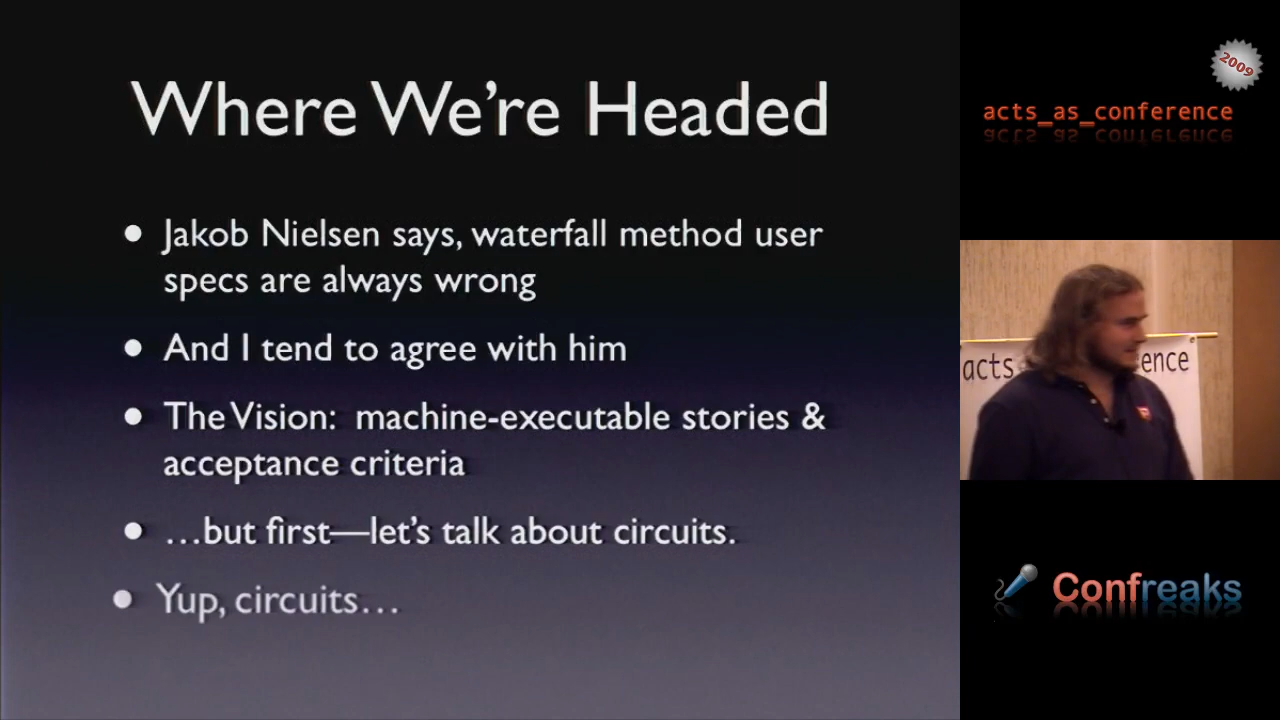 Where We're Headed
• Jakob Nielsen says, waterfall method user
specs are always wrong
• And I tend to agree with him
• The Vision: machine-executable stories &
acceptance criteria
• …but first—let's talk about circuits.
• Yup, circuits…
2009
acts_as_conference
acts
ence
Confreaks